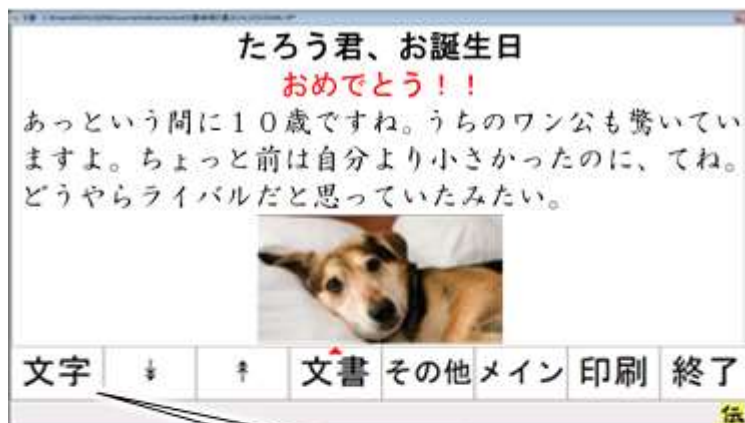 たろう君、お誕生日
おめでとう！！
あっという間に１０歳ですね。うちのワン公も驚いてい
ますよ。ちょっと前は自分より小さかったのに、てね。
どうやらライバルだと思っていたみたい。
文字 文書 その他 メイン 印刷 終了
伝